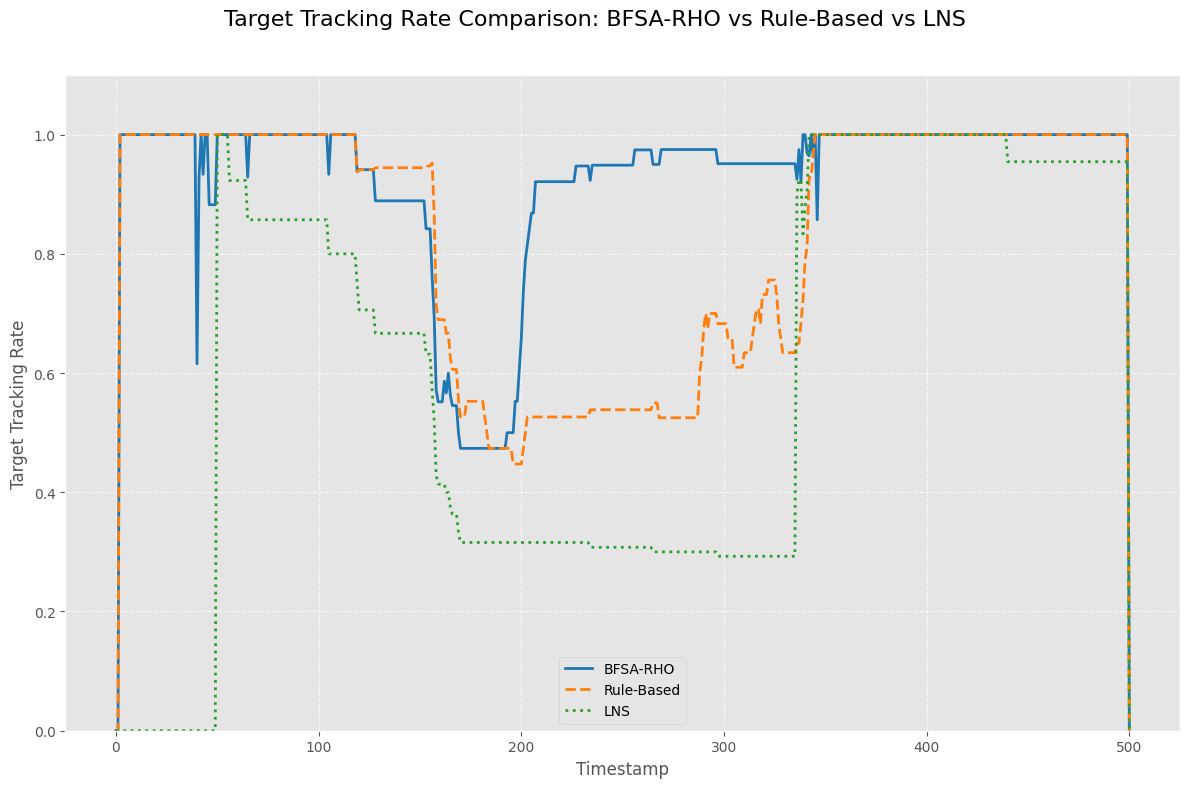 Target Tracking Rate Comparison: BFSA-RHO vs Rule-Based vs LNS
Target Tracking Rate
1.0
0.8
0.6
0.4
0.2
0.0
BFSA-RHO
Rule-Based
LNS
0 100 200 300 400 500
Timestamp